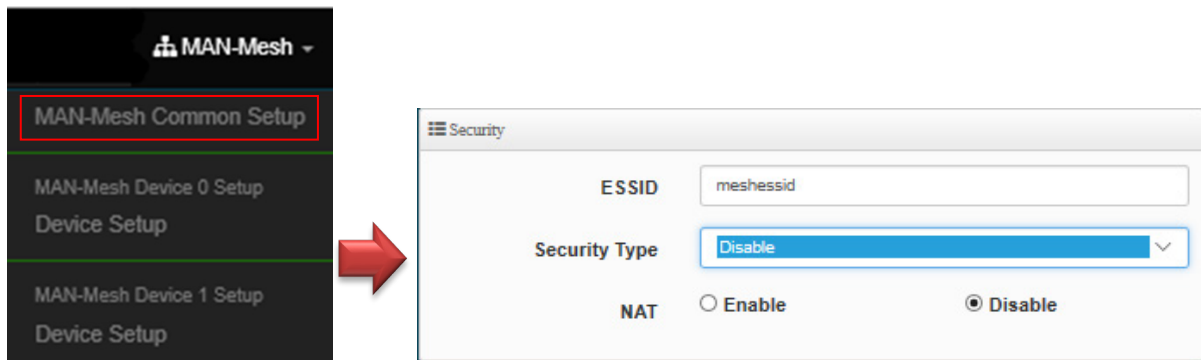 MAN-Mesh
MAN-Mesh Common Setup
MAN-Mesh Device 0 Setup
Device Setup
MAN-Mesh Device 1 Setup
Device Setup
Security
ESSID meshessid
Security Type Disable
NAT Enable Disable